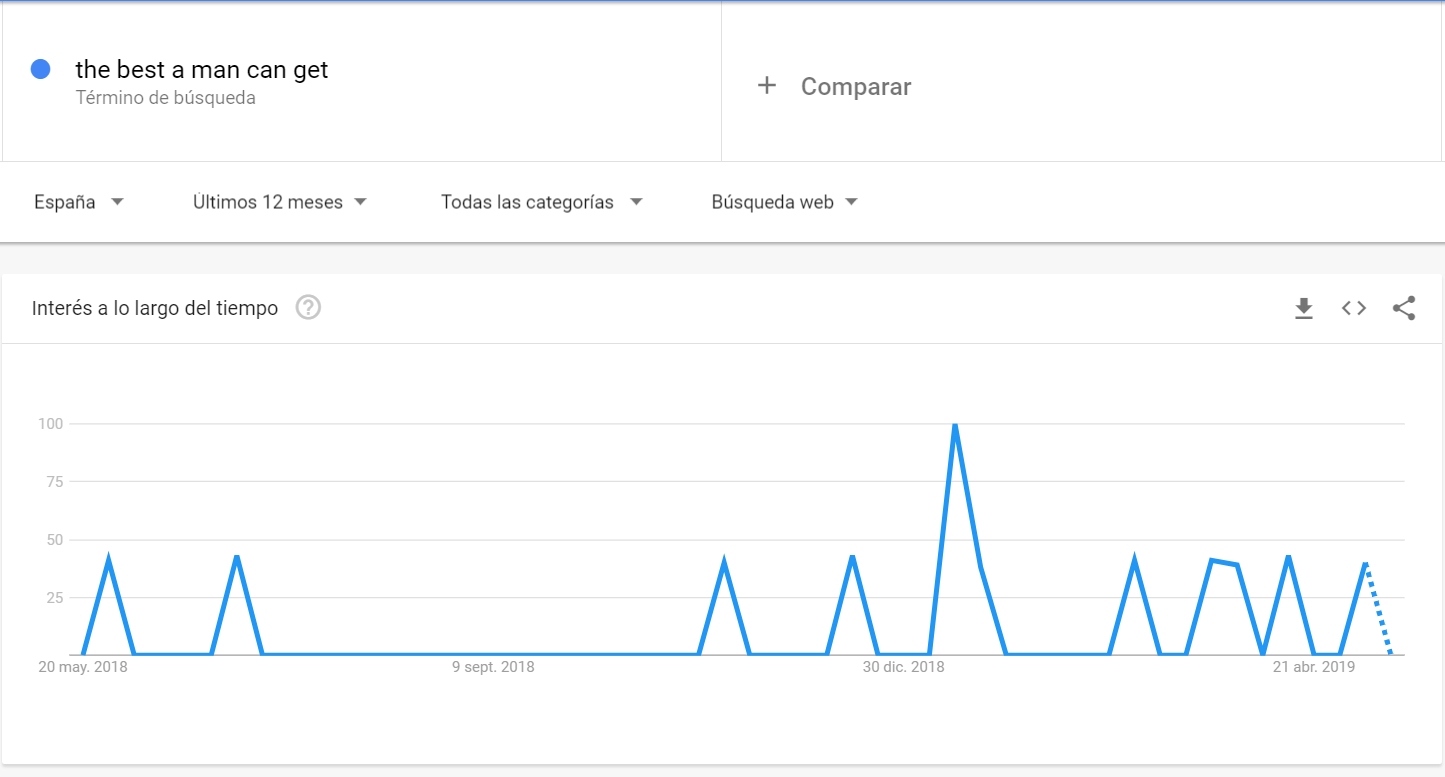 the best a man can get
Término de búsqueda
+ Comparar
España
Últimos 12 meses
Todas las categorías
Búsqueda web
Interés a lo largo del tiempo
?
100
75
50
25
20 may. 2018
9 sept. 2018
30 dic. 2018
21 abr. 2019